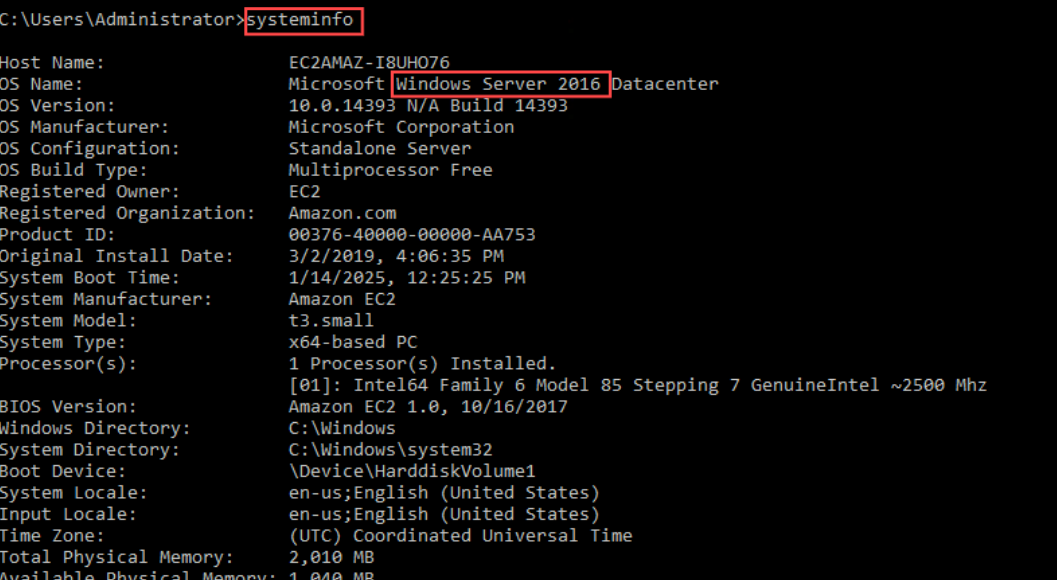 C:\Users\Administrator>systeminfo
Host Name: EC2AMAZ-I8UHO76
OS Name: Microsoft Windows Server 2016 Datacenter
OS Version: 10.0.14393 N/A Build 14393
OS Manufacturer: Microsoft Corporation
OS Configuration: Standalone Server
OS Build Type: Multiprocessor Free
Registered Owner: EC2
Registered Organization: Amazon.com
Product ID: 00376-40000-00000-AA753
Original Install Date: 3/2/2019, 4:06:35 PM
System Boot Time: 1/14/2025, 12:25:25 PM
System Manufacturer: Amazon EC2
System Model: t3.small
System Type: x64-based PC
Processor(s): 1 Processor(s) Installed.
[01]: Intel64 Family 6 Model 85 Stepping 7 GenuineIntel ~2500 Mhz
BIOS Version: Amazon EC2 1.0, 10/16/2017
Windows Directory: C:\Windows
System Directory: C:\Windows\system32
Boot Device: \Device\HarddiskVolume1
System Locale: en-us;English (United States)
Input Locale: en-us;English (United States)
Time Zone: (UTC) Coordinated Universal Time
Total Physical Memory: 2,010 MB
Available Physical Memory: 1,040 MB